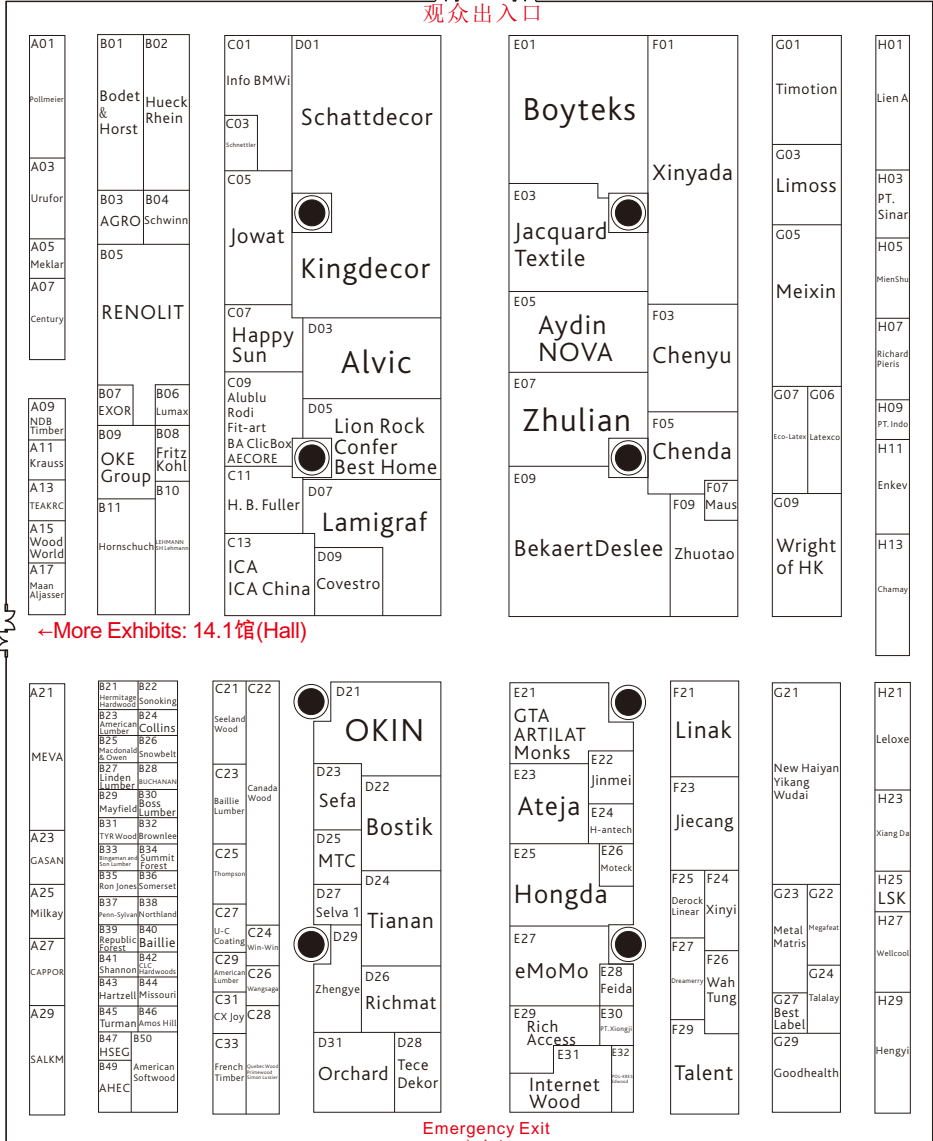 观众出入口
A01
Pollmeier
A03
Urufor
A05
Meklar
A07
Century
A09
NDB
Timber
A11
Krauss
A13
TEAKRC
A15
Wood
World
A17
Maan
Aljasser
B01
Bodet
&
Horst
B02
Hueck
Rhein
B03
AGRO
B04
Schwinn
B05
RENOLIT
B07
EXOR
B06
Lumax
B09
OKE
Group
B08
Fritz
Kohl
B11
Hornschuch
B10
LEHMANN
SH Lehmann
C01
Info BMWi
C03
Schnettler
C05
Jowat
C07
Happy
Sun
C09
Alublu
Rodi
Fit-art
BA ClicBox
AECORE
C11
H. B. Fuller
C13
ICA
ICA China
D01
Schattdecor
Kingdecor
D03
Alvic
D05
Lion Rock
Confer
Best Home
D07
Lamigraf
D09
Covestro
E01
Boyteks
E03
Jacquard
Textile
E05
Aydin
NOVA
E07
Zhulian
E09
BekaertDeslee
F01
Xinyada
F03
Chenyu
F05
Chenda
F07
Maus
F09
Zhuotao
G01
Timotion
G03
Limoss
G05
Meixin
G07
Eco-Latex
G06
Latexco
G09
Wright
of HK
H01
Lien A
H03
PT.
Sinar
H05
MienShu
H07
Richard
Pieris
H09
PT. Indo
H11
Enkev
H13
Chamay
←More Exhibits: 14.1馆(Hall)
A21
MEVA
A23
GASAN
A25
Milkay
A27
CAPPOR
A29
SALKM
B21
Hermitage
Hardwood
B22
Sonoking
B23
American
Lumber
B24
Collins
B25
Macdonald
& Owen
B26
Snowbelt
B27
Linden
Lumber
B28
BUCHANAN
B29
Mayfield
B30
Boss
Lumber
B31
TYR Wood
B32
Brownlee
B33
Bingaman and
Son Lumber
B34
Summit
Forest
B35
Ron Jones
B36
Somerset
B37
Penn-Sylvan
B38
Northland
B39
Republic
Forest
B40
Baillie
B41
Shannon
B42
CLC
Hardwoods
B43
Hartzell
B44
Missouri
B45
Turman
B46
Amos Hill
B47
HSEG
B49
AHEC
B50
American
Softwood
C21
Seeland
Wood
C22
Canada
Wood
C23
Baillie
Lumber
C25
Thompson
C27
U-C
Coating
C24
Win-Win
C29
American
Lumber
C26
Wangsaga
C31
CX Joy
C28
Quebec Wood
Primewood
Simon Lussier
C33
French
Timber
D21
OKIN
D23
Sefa
D22
Bostik
D25
MTC
D27
Selva 1
D24
Tianan
D29
Zhengye
D26
Richmat
D31
Orchard
D28
Tece
Dekor
E21
GTA
ARTILAT
Monks
E22
Jinmei
E23
Ateja
E24
H-antech
E25
Hongda
E26
Moteck
E27
eMoMo
E28
Feida
E29
Rich
Access
E30
PT.Xiongji
E31
Internet
Wood
E32
F21
Linak
F23
Jiecang
F25
Derock
Linear
F24
Xinyi
F27
Dreamerry
F26
Wah
Tung
F29
Talent
G21
New Haiyan
Yikang
Wudai
G23
Metal
Matris
G22
Megafeat
G24
Talalay
G27
Best
Label
G29
Goodhealth
H21
Leloxe
H23
Xiang Da
H25
LSK
H27
Wellcool
H29
Hengyi
Emergency Exit